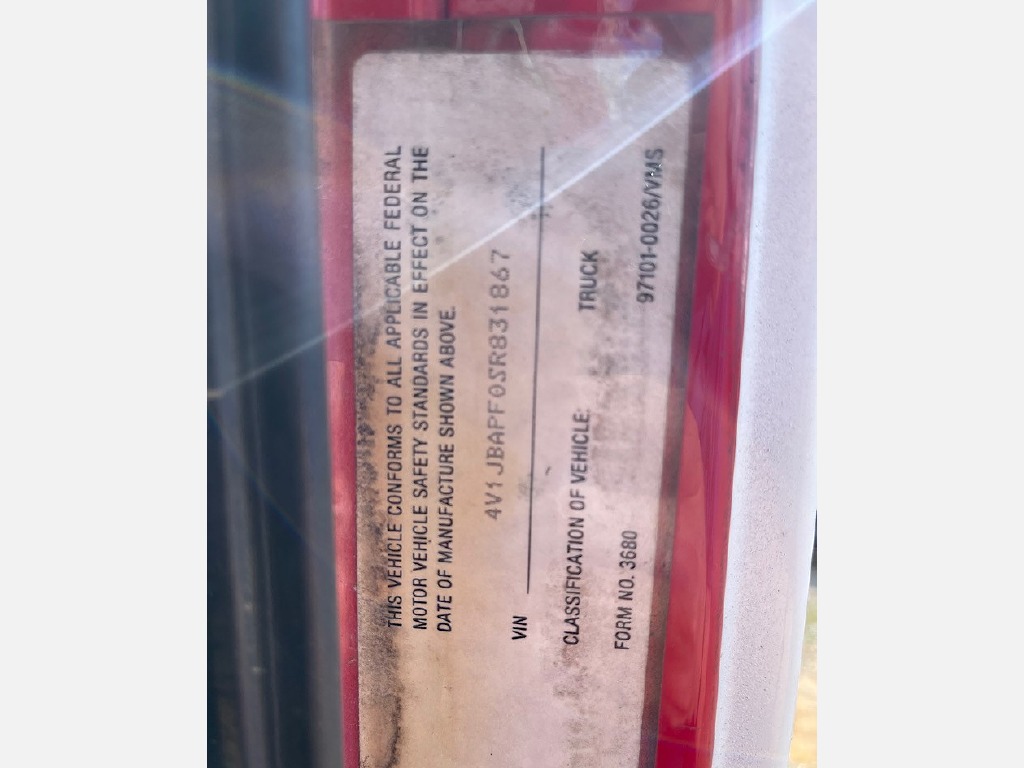 THIS VEHICLE CONFORMS TO ALL APPLICABLE FEDERAL
MOTOR VEHICLE SAFETY STANDARDS IN EFFECT ON THE
DATE OF MANUFACTURE SHOWN ABOVE.
4V1JBAPF0SR831867
VIN
CLASSIFICATION OF VEHICLE: TRUCK
FORM NO. 3680 97101-0026/VMS